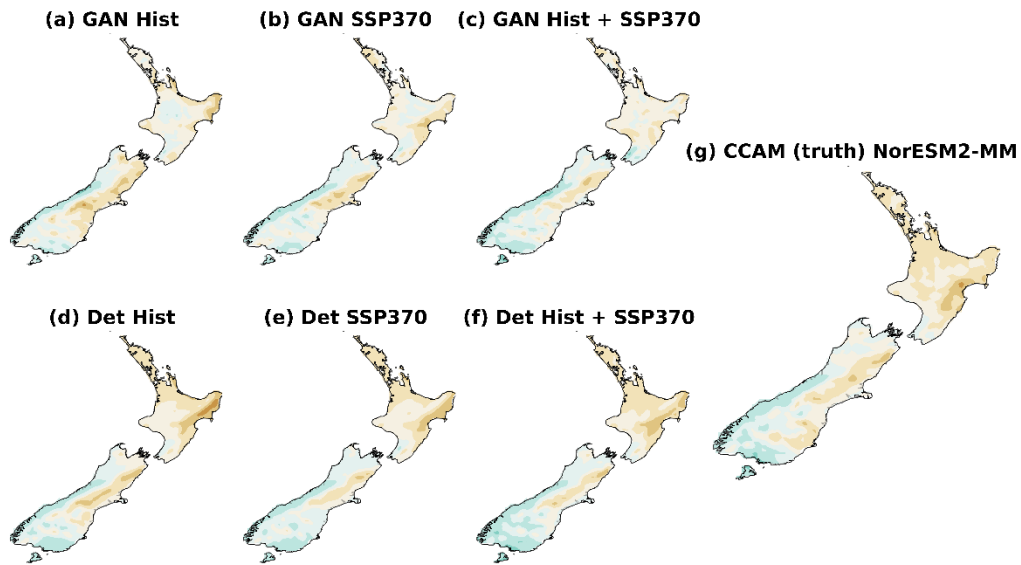 (a) GAN Hist
(b) GAN SSP370
(c) GAN Hist + SSP370
(g) CCAM (truth) NorESM2-MM
(d) Det Hist
(e) Det SSP370
(f) Det Hist + SSP370